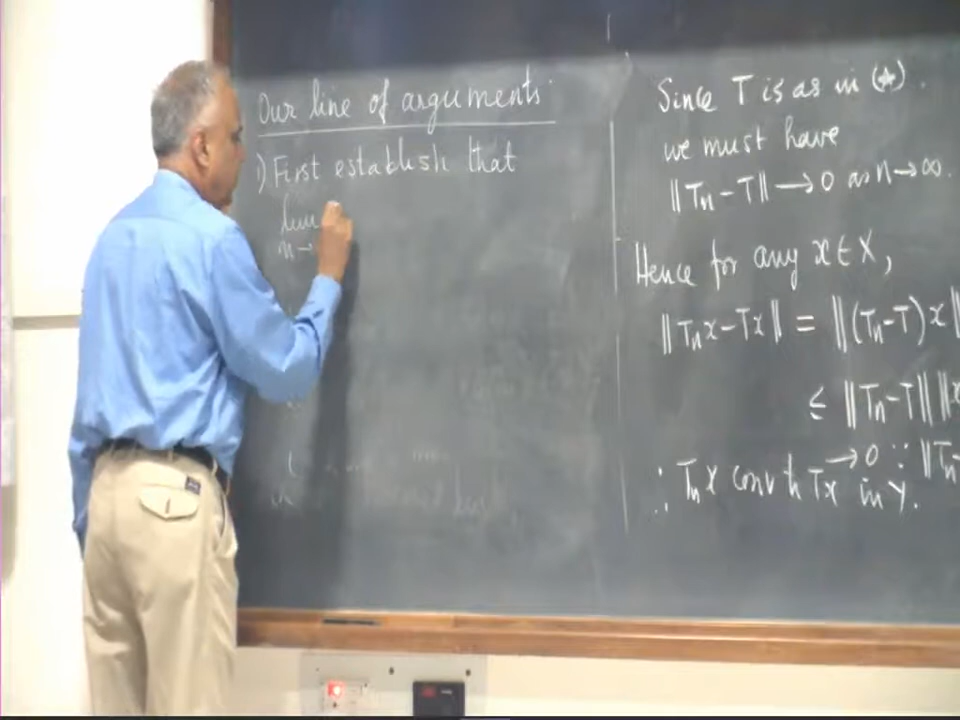 Our line of arguments
1) First establish that
lim
n→
Since T is as in (*).
we must have
‖Tn − T‖ → 0 as n → ∞.
Hence for any x ∈ X,
‖Tn x − Tx‖ = ‖(Tn − T) x‖
≤ ‖Tn − T‖ ‖x
→ 0 ∵ ‖Tn −
∴ Tn x conv to Tx in Y.